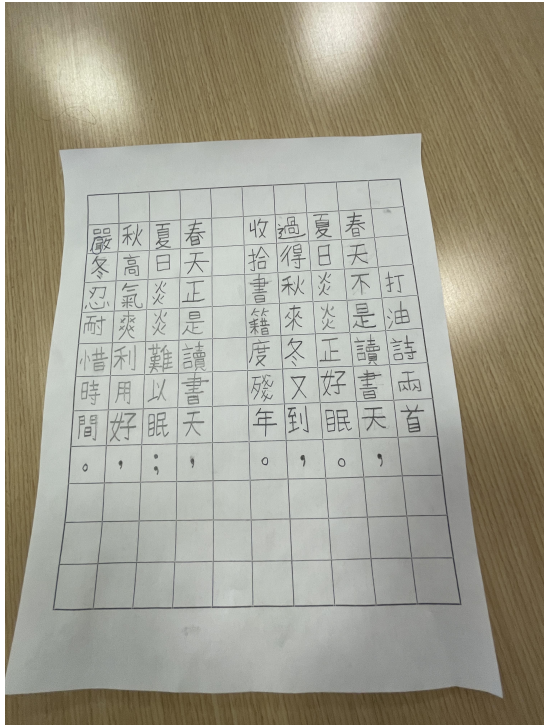 打油詩兩首
春天不是讀書天，
夏日炎炎正好眠。
過得秋來冬又到，
收拾書籍度殘年。
春天正是讀書天，
夏日炎炎難以眠；
秋高氣爽利用好，
嚴冬忍耐惜時間。